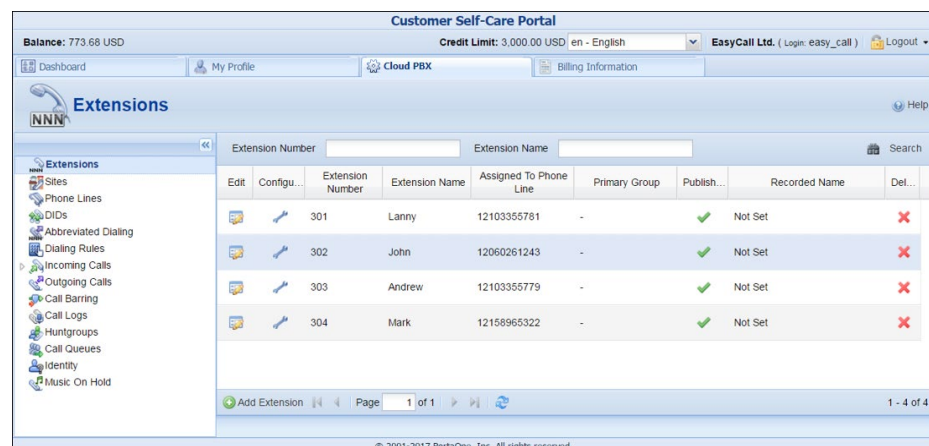 Customer Self-Care Portal
Balance: 773.68 USD Credit Limit: 3,000.00 USD en - English EasyCall Ltd. ( Login: easy_call ) Logout
Dashboard My Profile Cloud PBX Billing Information
NNN Extensions Help
Extension Number Extension Name Search
Extensions
Sites
Phone Lines
DIDs
Abbreviated Dialing
Dialing Rules
Incoming Calls
Outgoing Calls
Call Barring
Call Logs
Huntgroups
Call Queues
Identity
Music On Hold
Edit Configu... Extension Number Extension Name Assigned To Phone Line Primary Group Publish... Recorded Name Del...
301 Lanny 12103355781 - Not Set
302 John 12060261243 - Not Set
303 Andrew 12103355779 - Not Set
304 Mark 12158965322 - Not Set
Add Extension Page 1 of 1 1 - 4 of 4
© 2001-2017 PortaOne, Inc. All rights reserved